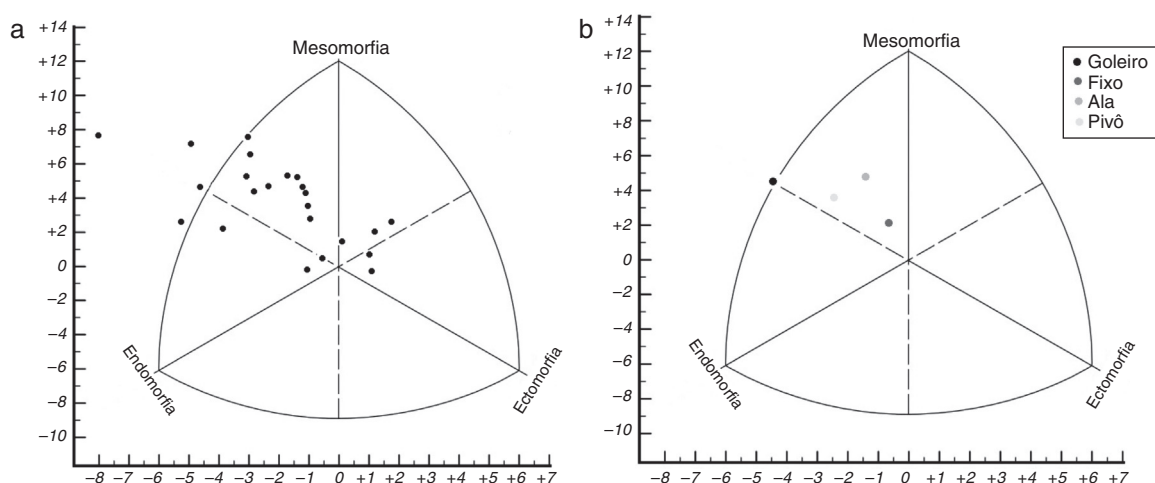 a
+14
+12
+10
+8
+6
+4
+2
0
−2
−4
−6
−8
−10
Mesomorfia
Endomorfia
Ectomorfia
−8 −7 −6 −5 −4 −3 −2 −1 0 +1 +2 +3 +4 +5 +6 +7
b
+14
+12
+10
+8
+6
+4
+2
0
−2
−4
−6
−8
−10
Mesomorfia
Goleiro
Fixo
Ala
Pivô
Endomorfia
Ectomorfia
−8 −7 −6 −5 −4 −3 −2 −1 0 +1 +2 +3 +4 +5 +6 +7